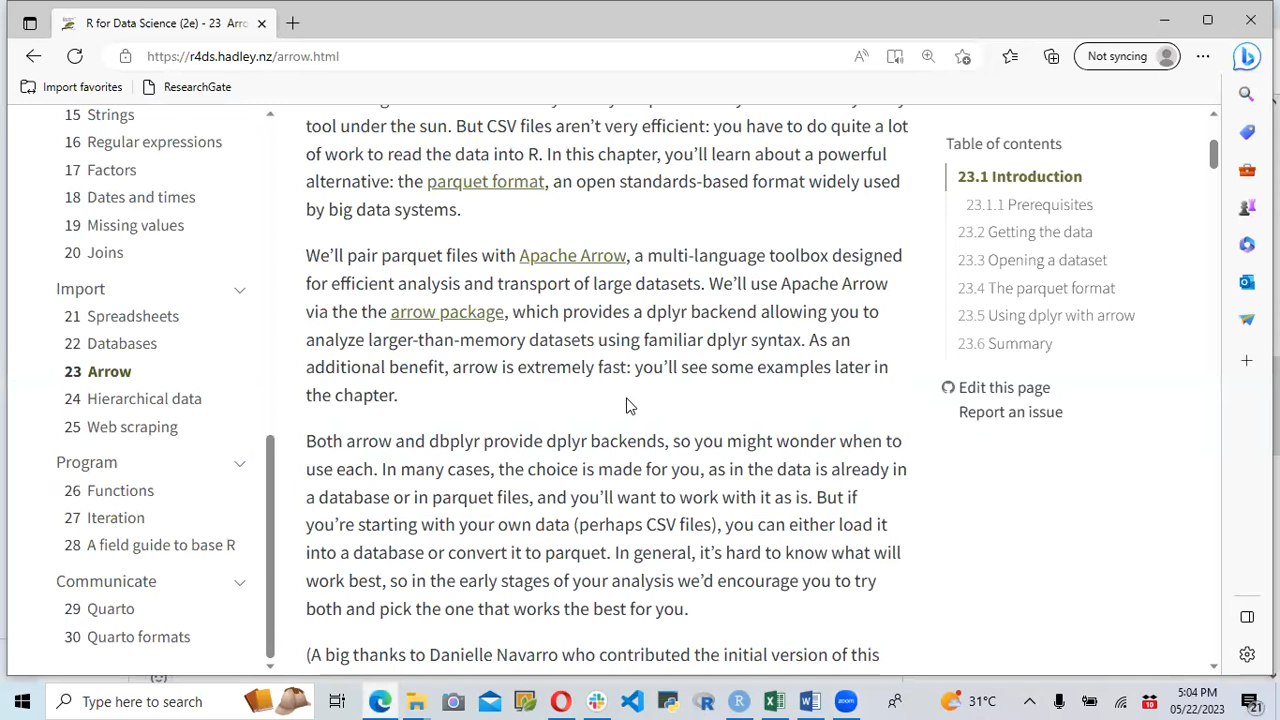 R for Data Science (2e) - 23 Arrow
https://r4ds.hadley.nz/arrow.html
Not syncing
Import favorites
ResearchGate
15 Strings
16 Regular expressions
17 Factors
18 Dates and times
19 Missing values
20 Joins
Import
21 Spreadsheets
22 Databases
23 Arrow
24 Hierarchical data
25 Web scraping
Program
26 Functions
27 Iteration
28 A field guide to base R
Communicate
29 Quarto
30 Quarto formats
tool under the sun. But CSV files aren't very efficient: you have to do quite a lot
of work to read the data into R. In this chapter, you'll learn about a powerful
alternative: the parquet format, an open standards-based format widely used
by big data systems.
We'll pair parquet files with Apache Arrow, a multi-language toolbox designed
for efficient analysis and transport of large datasets. We'll use Apache Arrow
via the the arrow package, which provides a dplyr backend allowing you to
analyze larger-than-memory datasets using familiar dplyr syntax. As an
additional benefit, arrow is extremely fast: you'll see some examples later in
the chapter.
Both arrow and dbplyr provide dplyr backends, so you might wonder when to
use each. In many cases, the choice is made for you, as in the data is already in
a database or in parquet files, and you'll want to work with it as is. But if
you're starting with your own data (perhaps CSV files), you can either load it
into a database or convert it to parquet. In general, it's hard to know what will
work best, so in the early stages of your analysis we'd encourage you to try
both and pick the one that works the best for you.
(A big thanks to Danielle Navarro who contributed the initial version of this
Table of contents
23.1 Introduction
23.1.1 Prerequisites
23.2 Getting the data
23.3 Opening a dataset
23.4 The parquet format
23.5 Using dplyr with arrow
23.6 Summary
Edit this page
Report an issue
Type here to search
31°C
5:04 PM
05/22/2023
21